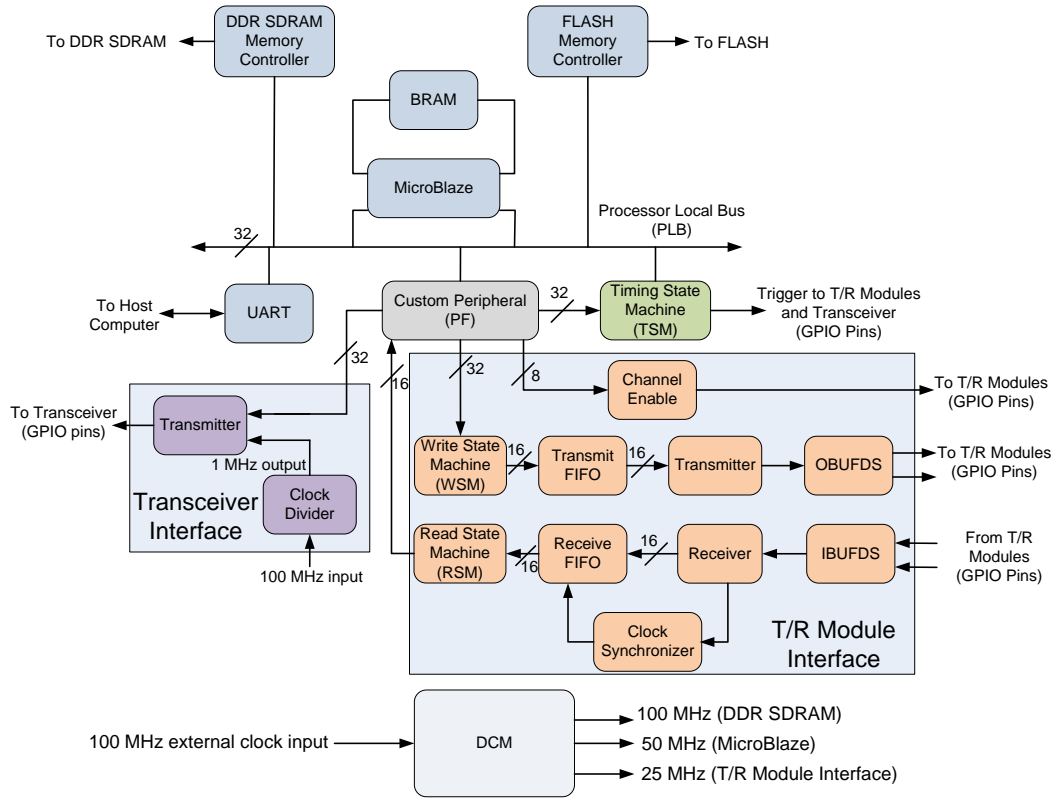 DDR SDRAM
Memory
Controller
To DDR SDRAM
FLASH
Memory
Controller
To FLASH
BRAM
MicroBlaze
Processor Local Bus
(PLB)
32
To Host
Computer
UART
Custom Peripheral
(PF)
32
Timing State
Machine
(TSM)
Trigger to T/R Modules
and Transceiver
(GPIO Pins)
32
16
32
8
Channel
Enable
To T/R Modules
(GPIO Pins)
To Transceiver
(GPIO pins)
Transmitter
1 MHz output
Clock
Divider
Transceiver
Interface
100 MHz input
Write State
Machine
(WSM)
16
Transmit
FIFO
16
Transmitter
OBUFDS
To T/R Modules
(GPIO Pins)
Read State
Machine
(RSM)
16
Receive
FIFO
16
Receiver
IBUFDS
From T/R
Modules
(GPIO Pins)
Clock
Synchronizer
T/R Module
Interface
100 MHz external clock input
DCM
100 MHz (DDR SDRAM)
50 MHz (MicroBlaze)
25 MHz (T/R Module Interface)